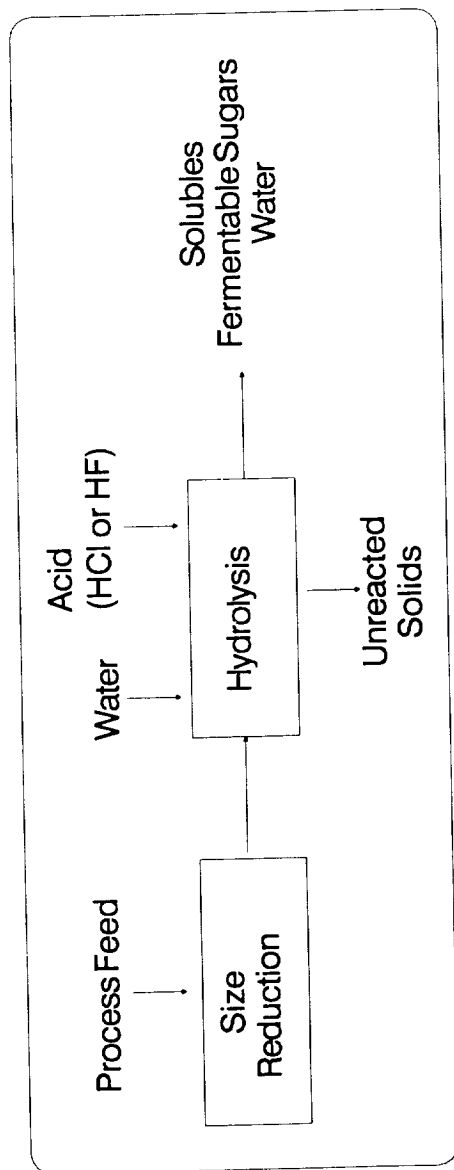 Process Feed
Size
Reduction
Water
Acid
(HCl or HF)
Hydrolysis
Unreacted
Solids
Solubles
Fermentable Sugars
Water